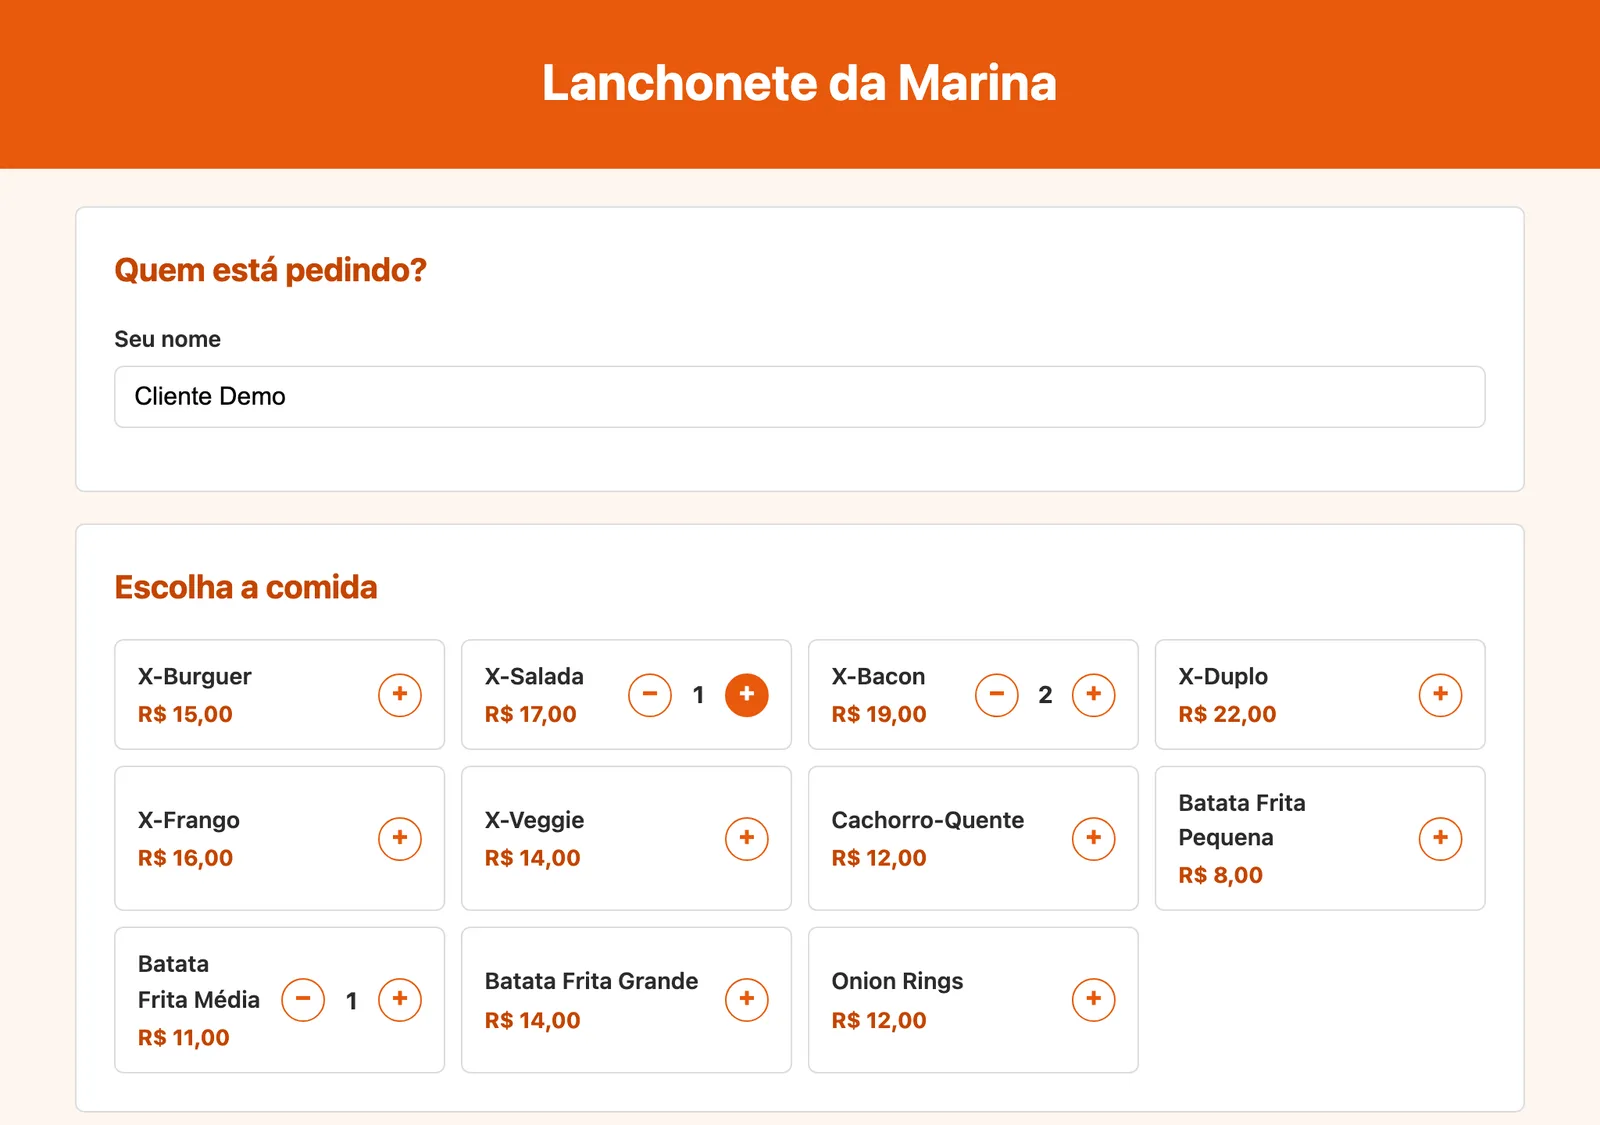 Lanchonete da Marina
Quem está pedindo?
Seu nome
Cliente Demo
Escolha a comida
X-Burguer
R$ 15,00
+
X-Salada
R$ 17,00
− 1 +
X-Bacon
R$ 19,00
− 2 +
X-Duplo
R$ 22,00
+
X-Frango
R$ 16,00
+
X-Veggie
R$ 14,00
+
Cachorro-Quente
R$ 12,00
+
Batata Frita
Pequena
R$ 8,00
+
Batata
Frita Média
R$ 11,00
− 1 +
Batata Frita Grande
R$ 14,00
+
Onion Rings
R$ 12,00
+